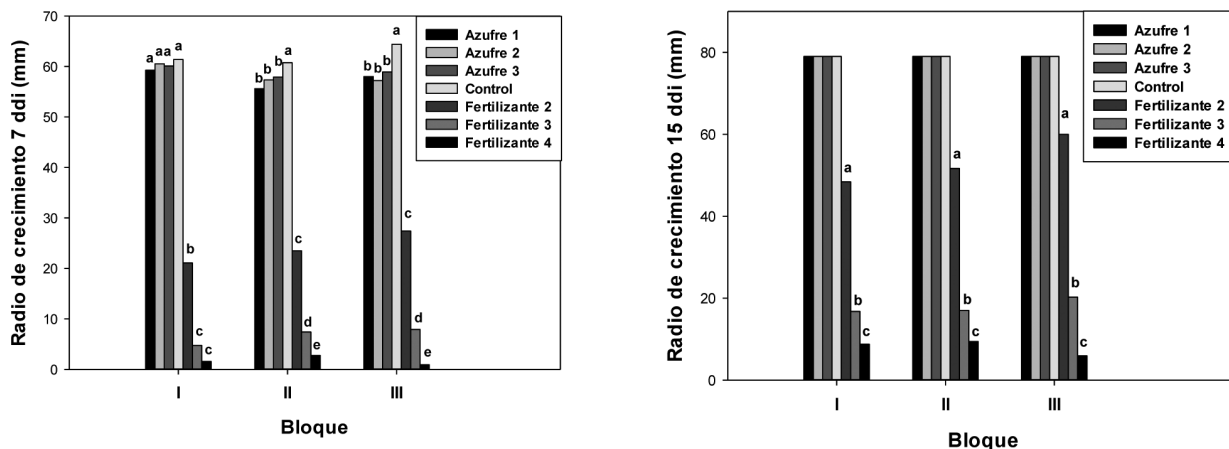 Radio de crecimiento 7 ddi (mm)
70
60
50
40
30
20
10
0
a aa a
b
c
c
b b b a
c
d
e
b b b a
c
d
e
Azufre 1
Azufre 2
Azufre 3
Control
Fertilizante 2
Fertilizante 3
Fertilizante 4
I II III
Bloque
Radio de crecimiento 15 ddi (mm)
80
60
40
20
0
a
b
c
a
b
c
a
b
c
Azufre 1
Azufre 2
Azufre 3
Control
Fertilizante 2
Fertilizante 3
Fertilizante 4
I II III
Bloque